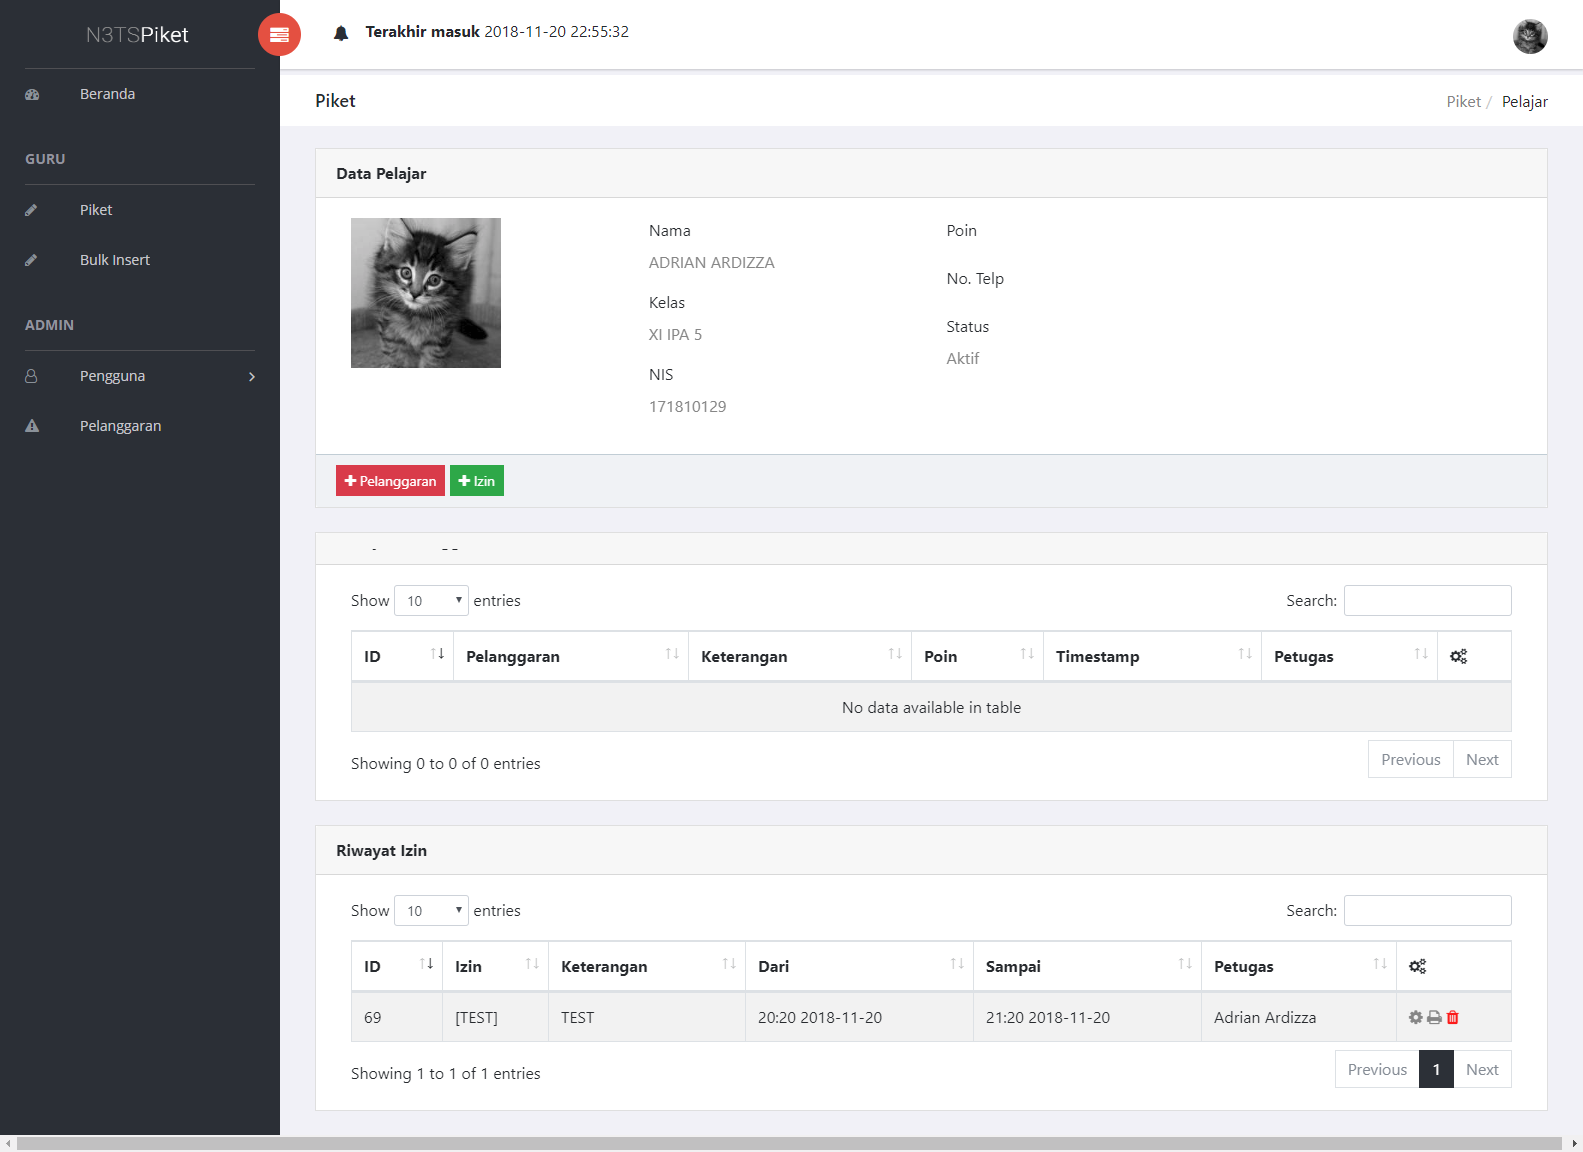 N3TSPiket
Terakhir masuk 2018-11-20 22:55:32
Beranda
GURU
Piket
Bulk Insert
ADMIN
Pengguna
Pelanggaran
Piket
Piket / Pelajar
Data Pelajar
Nama
ADRIAN ARDIZZA
Kelas
XI IPA 5
NIS
171810129
Poin
No. Telp
Status
Aktif
Pelanggaran Izin
Show 10 entries
Search:
ID Pelanggaran Keterangan Poin Timestamp Petugas
No data available in table
Showing 0 to 0 of 0 entries
Previous Next
Riwayat Izin
Show 10 entries
Search:
ID Izin Keterangan Dari Sampai Petugas
69 [TEST] TEST 20:20 2018-11-20 21:20 2018-11-20 Adrian Ardizza
Showing 1 to 1 of 1 entries
Previous 1 Next